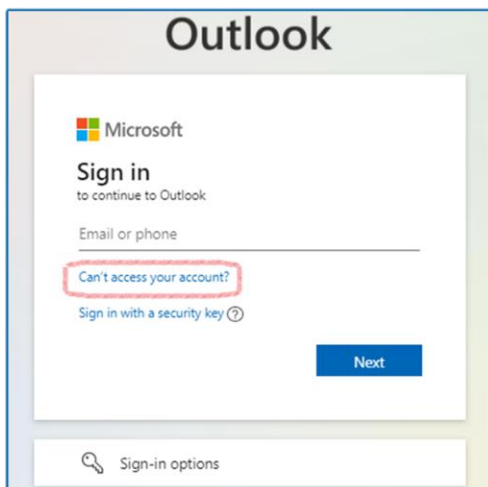 Outlook
Microsoft
Sign in
to continue to Outlook
Email or phone
Can't access your account?
Sign in with a security key ?
Next
Sign-in options